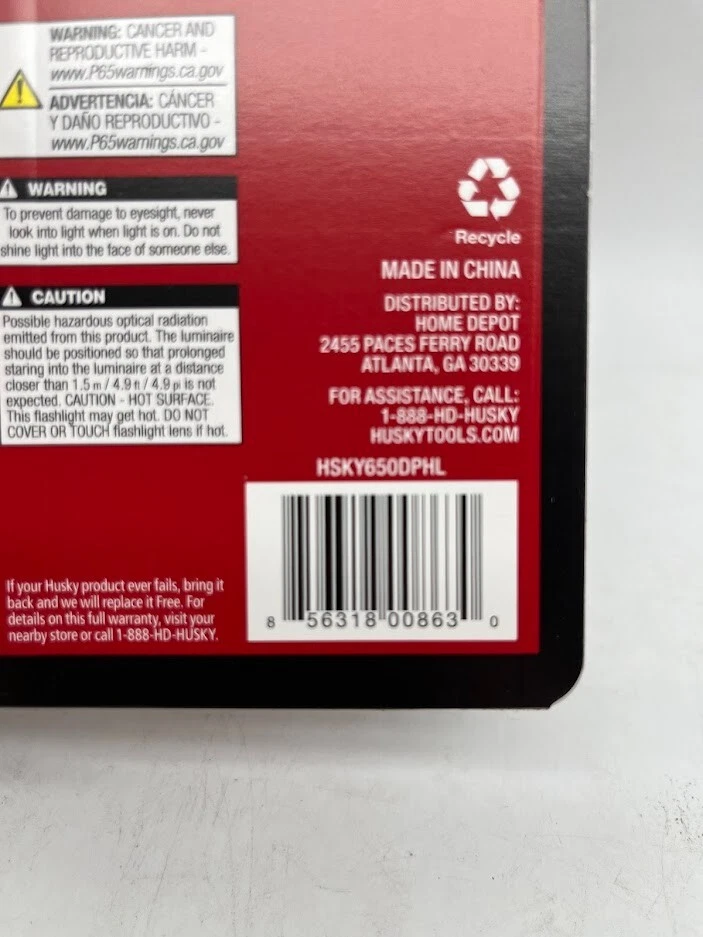 WARNING: CANCER AND
REPRODUCTIVE HARM -
www.P65warnings.ca.gov
ADVERTENCIA: CÁNCER
Y DAÑO REPRODUCTIVO -
www.P65warnings.ca.gov
WARNING
To prevent damage to eyesight, never
look into light when light is on. Do not
shine light into the face of someone else.
CAUTION
Possible hazardous optical radiation
emitted from this product. The luminaire
should be positioned so that prolonged
staring into the luminaire at a distance
closer than 1.5 m / 4.9 ft / 4.9 pi is not
expected. CAUTION - HOT SURFACE.
This flashlight may get hot. DO NOT
COVER OR TOUCH flashlight lens if hot.
If your Husky product ever fails, bring it
back and we will replace it Free. For
details on this full warranty, visit your
nearby store or call 1-888-HD-HUSKY.
Recycle
MADE IN CHINA
DISTRIBUTED BY:
HOME DEPOT
2455 PACES FERRY ROAD
ATLANTA, GA 30339
FOR ASSISTANCE, CALL:
1-888-HD-HUSKY
HUSKYTOOLS.COM
HSKY650DPHL
8 56318 00863 0